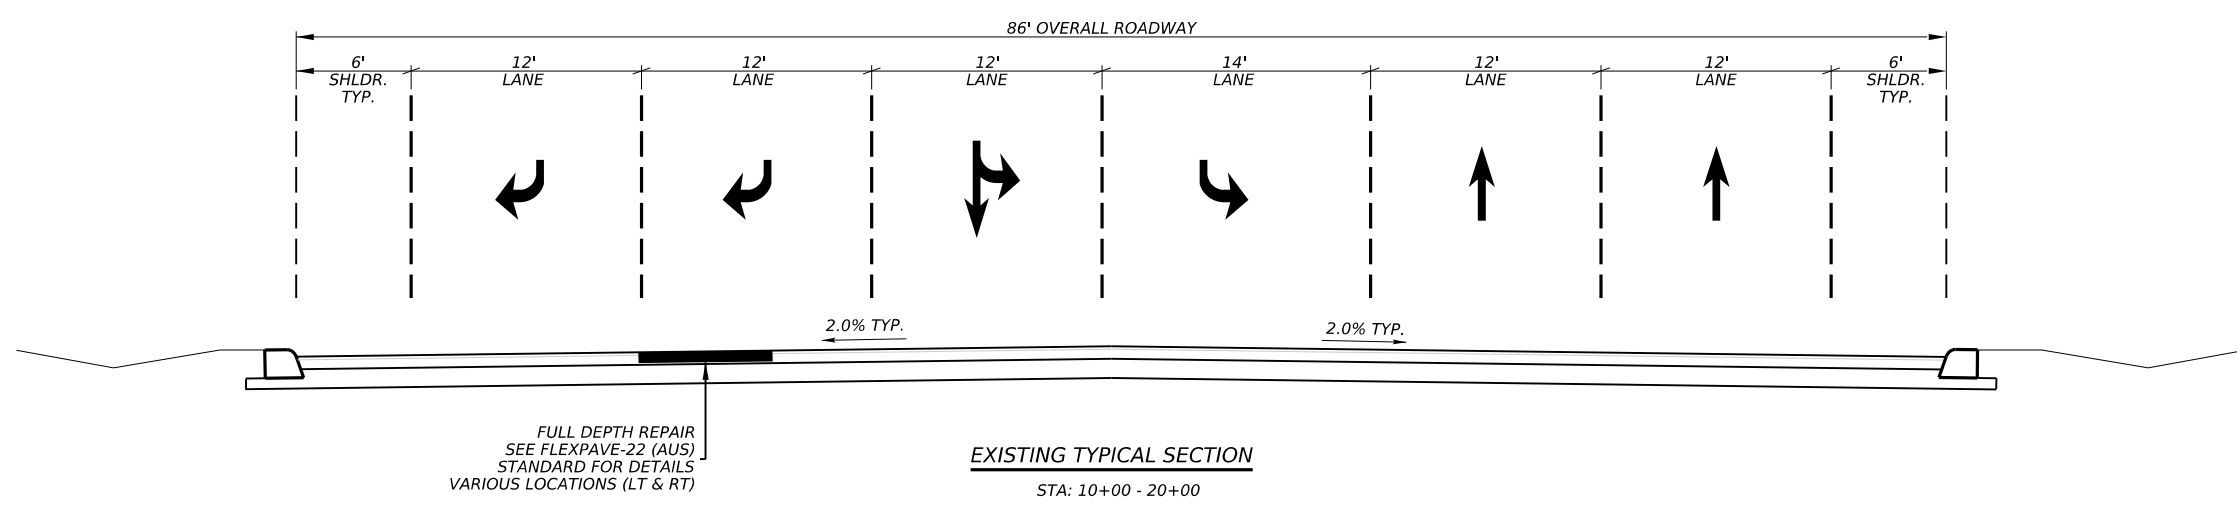 86' OVERALL ROADWAY
6'
SHLDR.
TYP.
12'
LANE
12'
LANE
12'
LANE
14'
LANE
12'
LANE
12'
LANE
6'
SHLDR.
TYP.
2.0% TYP.
2.0% TYP.
FULL DEPTH REPAIR
SEE FLEXPAVE-22 (AUS)
STANDARD FOR DETAILS
VARIOUS LOCATIONS (LT & RT)
EXISTING TYPICAL SECTION
STA: 10+00 - 20+00